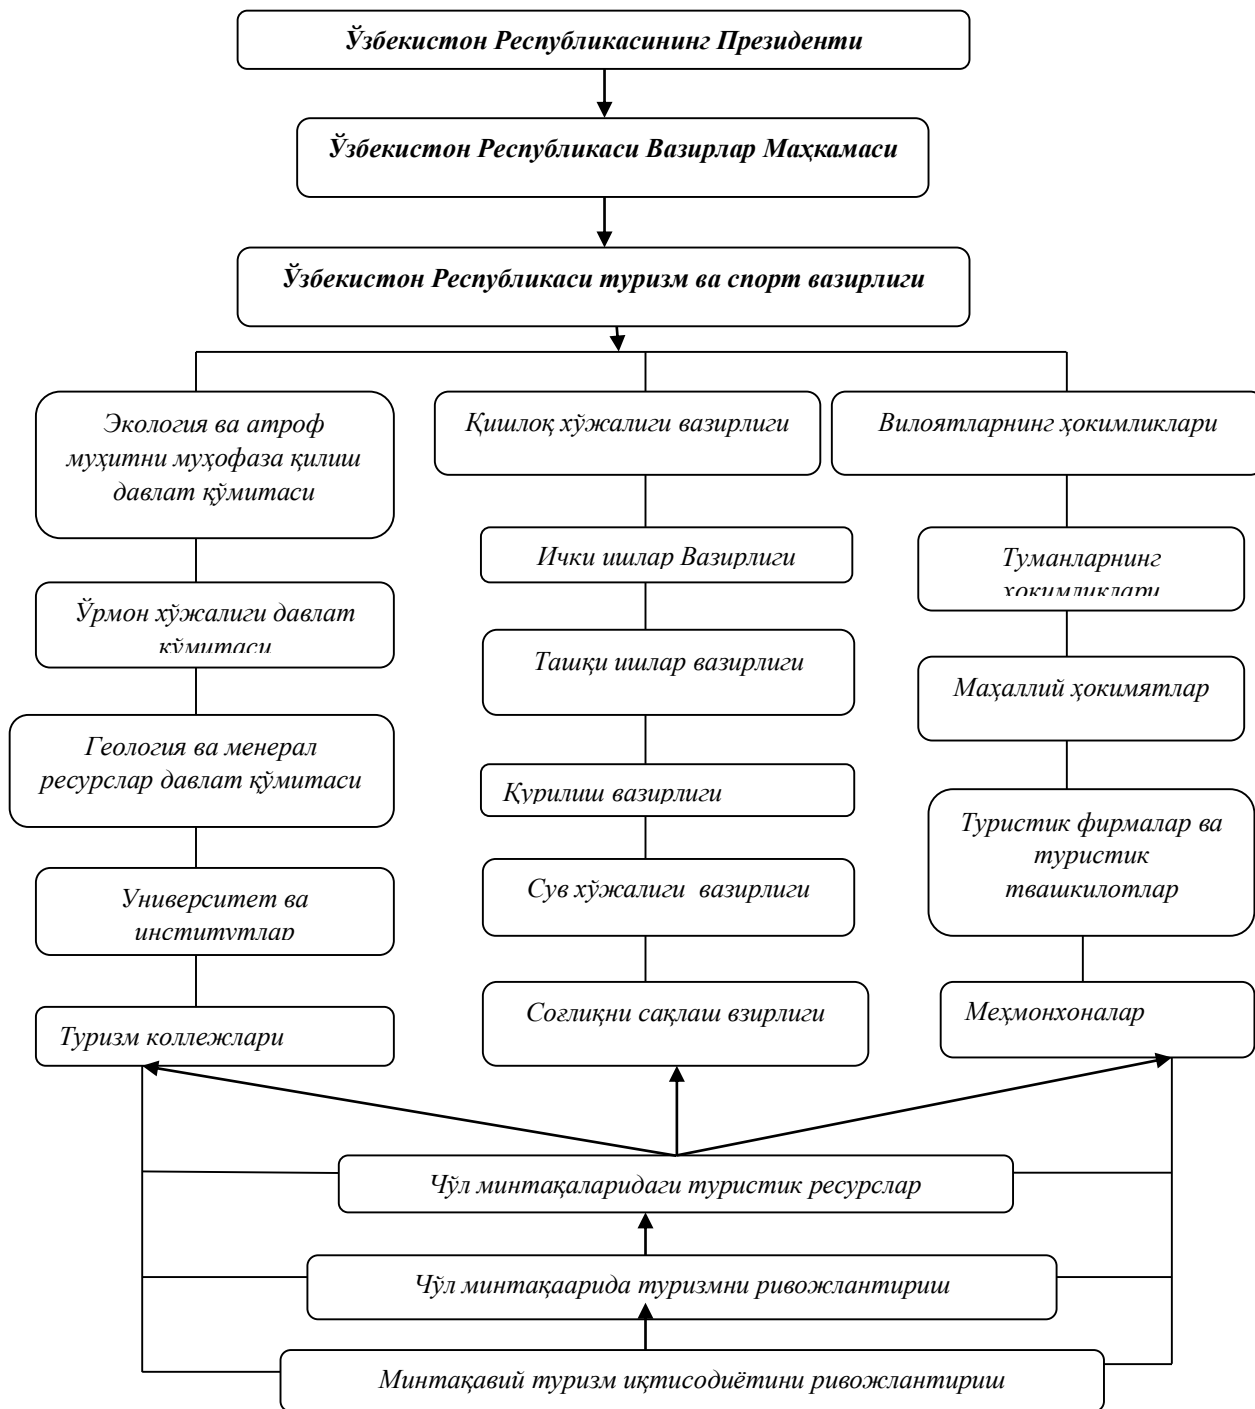 Ўзбекистон Республикасининг Президенти
Ўзбекистон Республикаси Вазирлар Маҳкамаси
Ўзбекистон Республикаси туризм ва спорт вазирлиги
Экология ва атроф
муҳитни муҳофаза қилиш
давлат қўмитаси
Ўрмон хўжалиги давлат
қўмитаси
Геология ва менерал
ресурслар давлат қўмитаси
Университет ва
институтлар
Туризм коллежлари
Қишлоқ хўжалиги вазирлиги
Ички ишлар Вазирлиги
Ташқи ишлар вазирлиги
Қурилиш вазирлиги
Сув хўжалиги вазирлиги
Соғлиқни сақлаш взирлиги
Вилоятларнинг ҳокимликлари
Туманларнинг
ҳокимликлари
Маҳаллий ҳокимятлар
Туристик фирмалар ва
туристик
твашкилотлар
Меҳмонхоналар
Чўл минтақаларидаги туристик ресурслар
Чўл минтақаарида туризмни ривожлантириш
Минтақавий туризм иқтисодиётини ривожлантириш